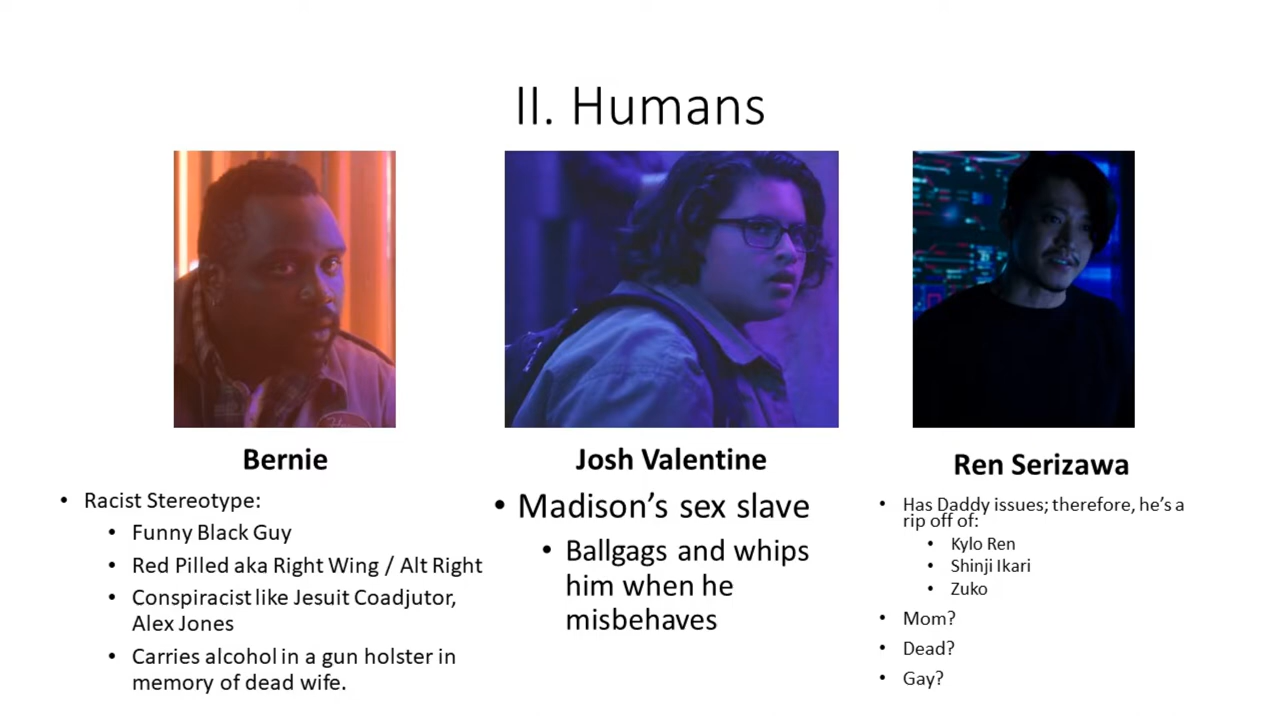 II. Humans
Bernie
• Racist Stereotype:
• Funny Black Guy
• Red Pilled aka Right Wing / Alt Right
• Conspiracist like Jesuit Coadjutor,
Alex Jones
• Carries alcohol in a gun holster in
memory of dead wife.
Josh Valentine
• Madison's sex slave
• Ballgags and whips
him when he
misbehaves
Ren Serizawa
• Has Daddy issues; therefore, he's a
rip off of:
• Kylo Ren
• Shinji Ikari
• Zuko
• Mom?
• Dead?
• Gay?